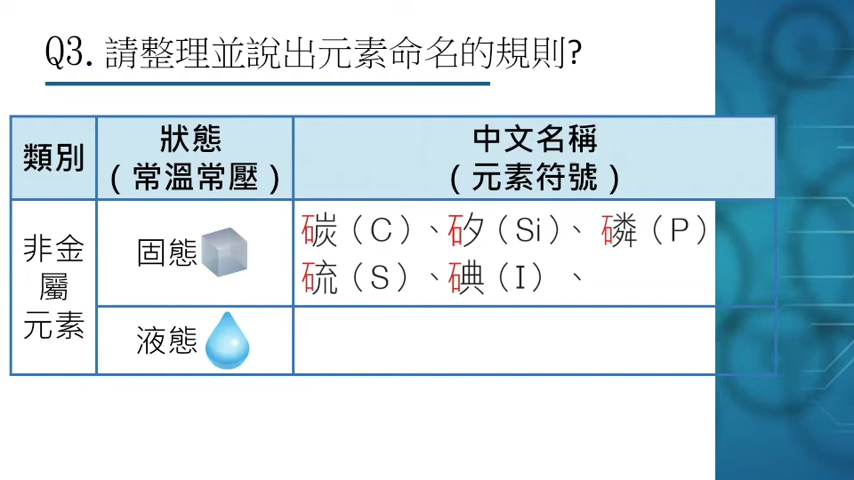 Q3.請整理並說出元素命名的規則?
類別
狀態
（常溫常壓）
中文名稱
（元素符號）
非金
屬
元素
固態
碳（C）、矽（Si）、磷（P）
硫（S）、碘（I）、
液態